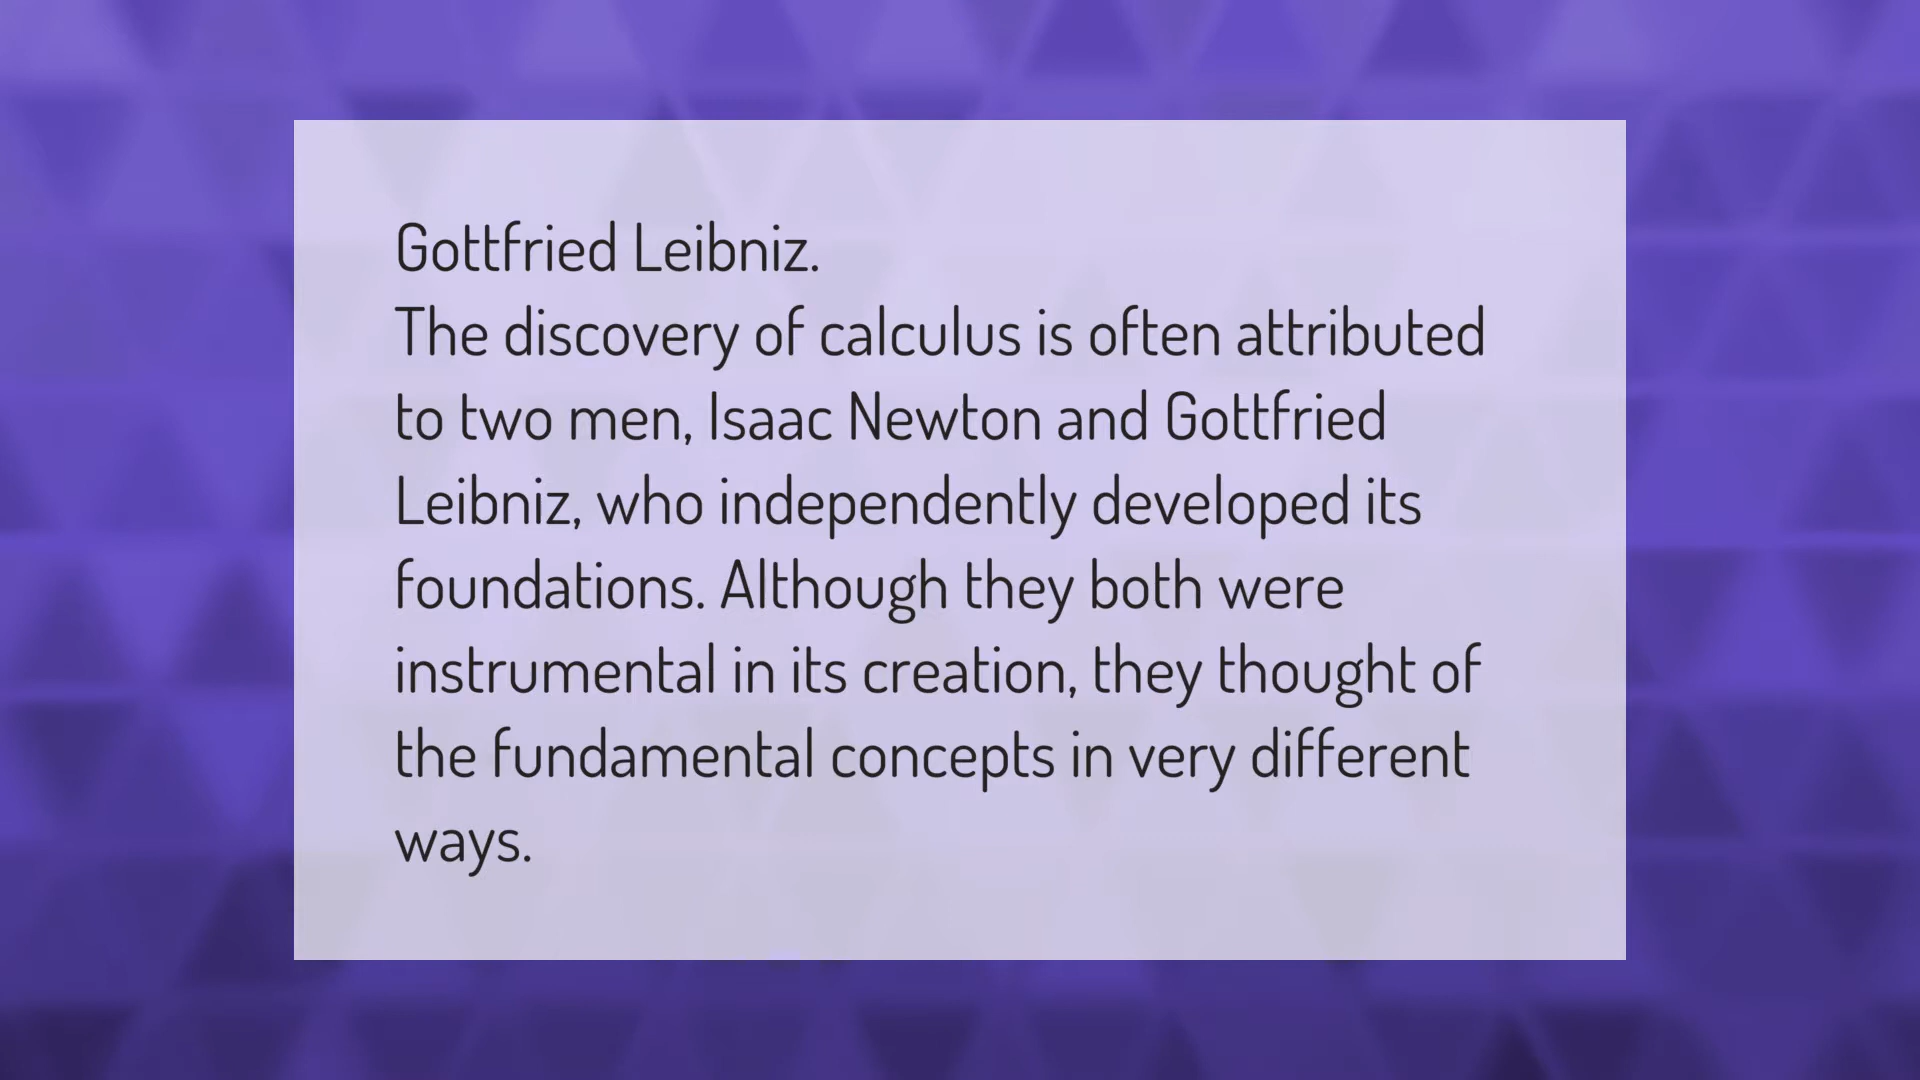 Gottfried Leibniz.
The discovery of calculus is often attributed
to two men, Isaac Newton and Gottfried
Leibniz, who independently developed its
foundations. Although they both were
instrumental in its creation, they thought of
the fundamental concepts in very different
ways.